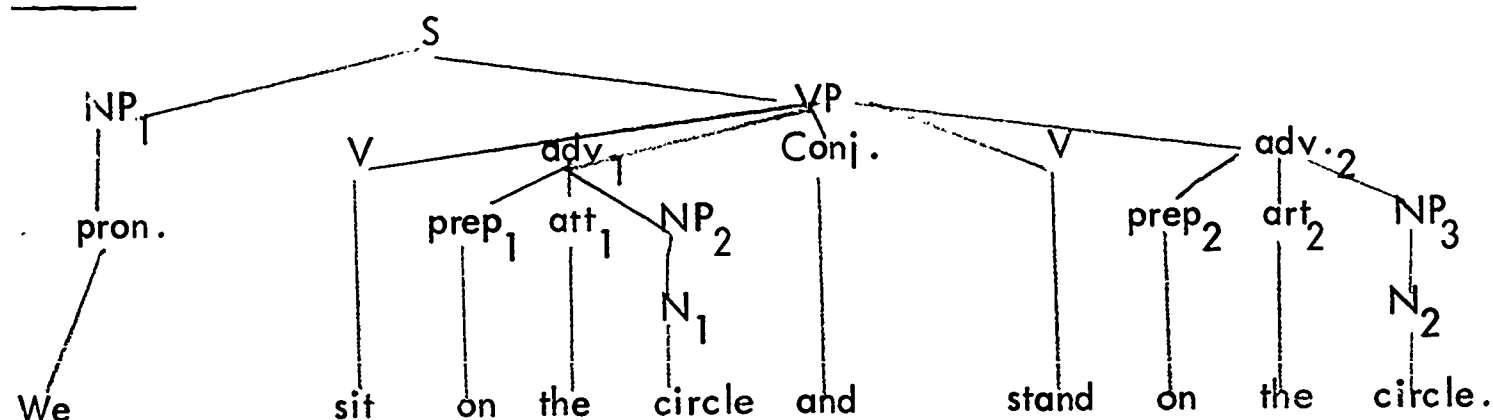 S
NP1 VP
V adv.1 Conj. V adv.2
pron. prep1 art1 NP2 prep2 art2 NP3
N1 N2
We sit on the circle and stand on the circle.